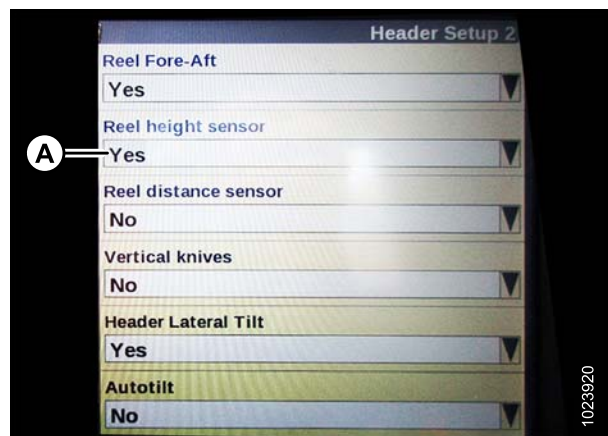 Header Setup 2
Reel Fore-Aft
Yes
Reel height sensor
A
Yes
Reel distance sensor
No
Vertical knives
No
Header Lateral Tilt
Yes
Autotilt
No
1023920